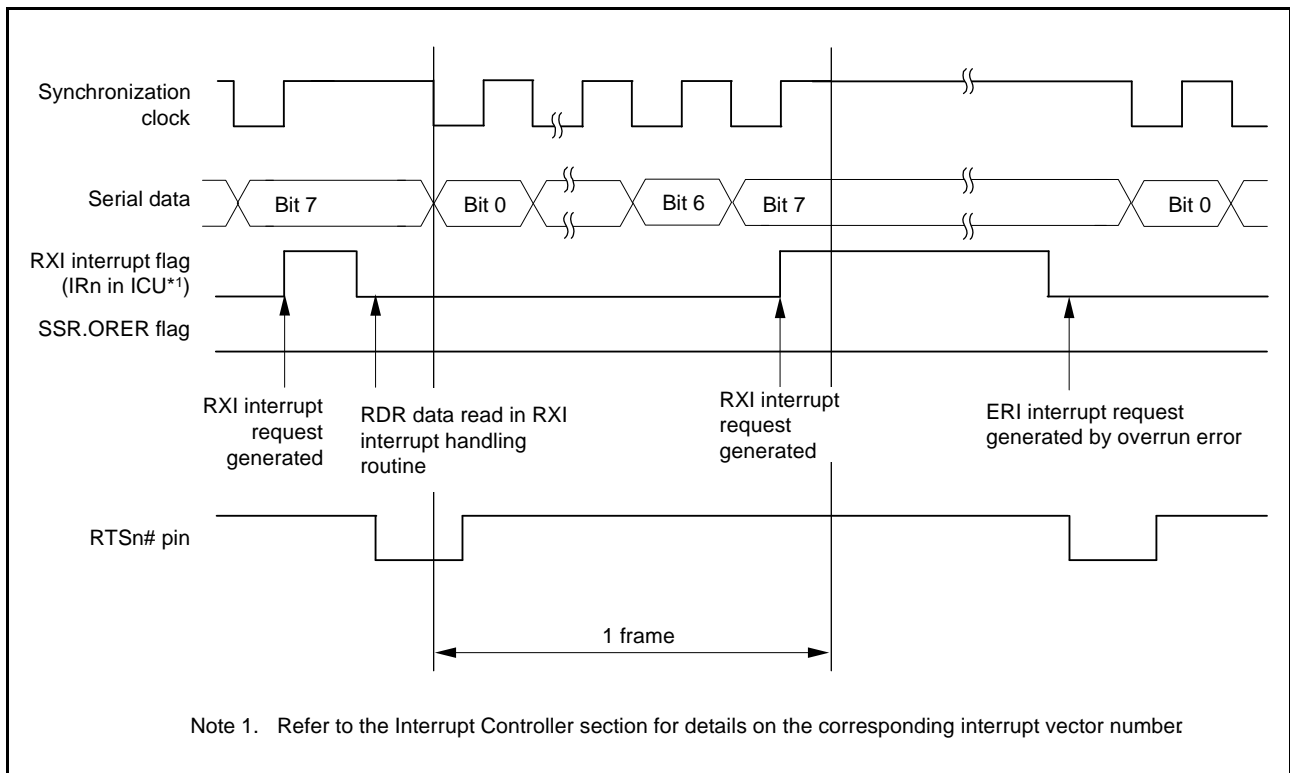 Synchronization
clock
Serial data
Bit 7
Bit 0
Bit 6
Bit 7
Bit 0
RXI interrupt flag
(IRn in ICU*1)
SSR.ORER flag
RXI interrupt
request
generated
RDR data read in RXI
interrupt handling
routine
RXI interrupt
request
generated
ERI interrupt request
generated by overrun error
RTSn# pin
1 frame
Note 1. Refer to the Interrupt Controller section for details on the corresponding interrupt vector number.